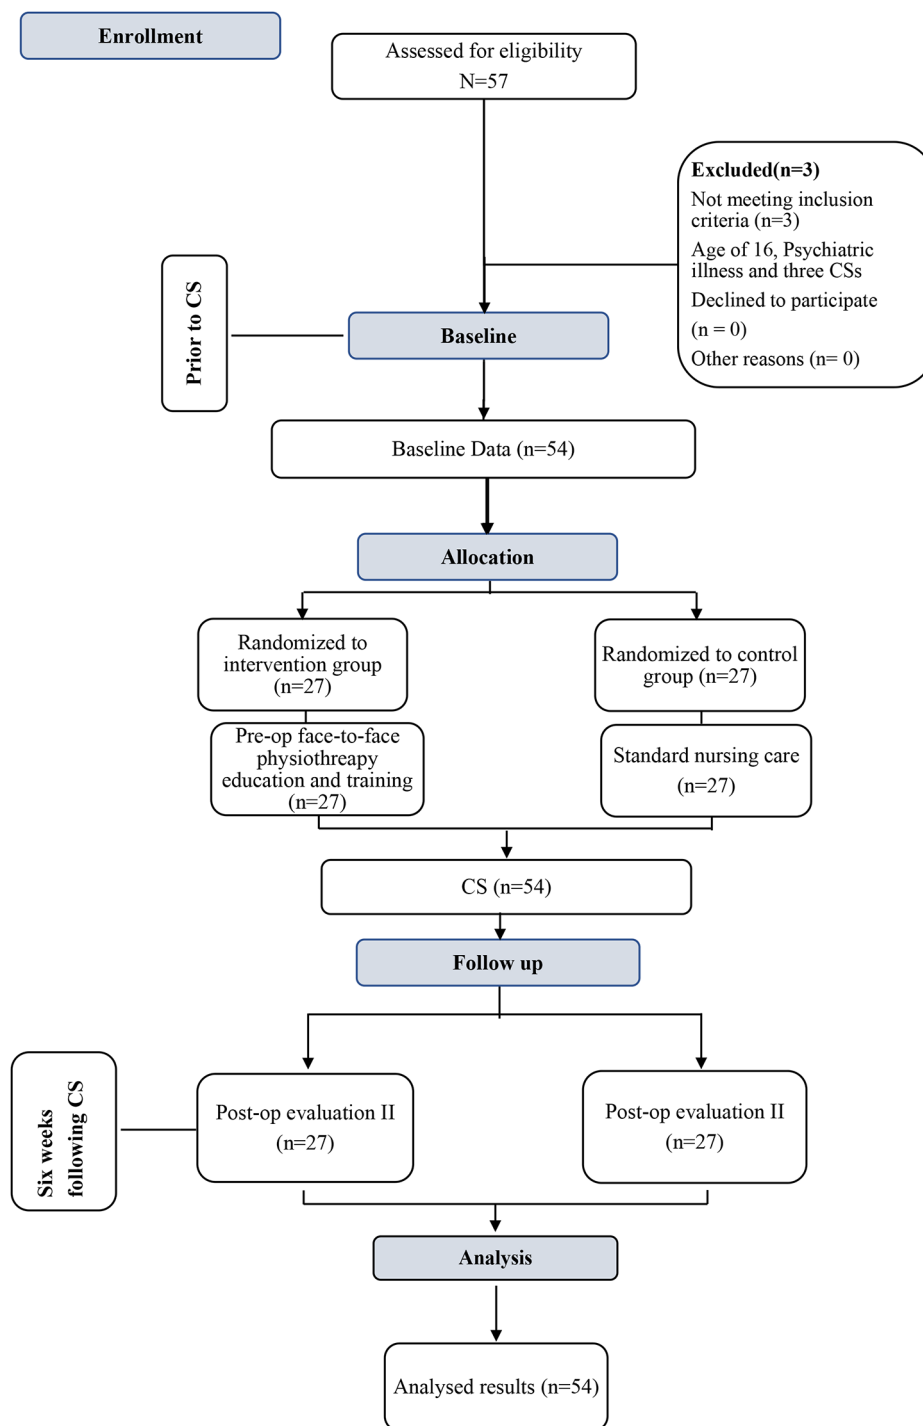 Enrollment
Assessed for eligibility
N=57
Excluded(n=3)
Not meeting inclusion
criteria (n=3)
Age of 16, Psychiatric
illness and three CSs
Declined to participate
(n = 0)
Other reasons (n= 0)
Prior to CS
Baseline
Baseline Data (n=54)
Allocation
Randomized to
intervention group
(n=27)
Randomized to control
group (n=27)
Pre-op face-to-face
physiothreapy
education and training
(n=27)
Standard nursing care
(n=27)
CS (n=54)
Follow up
Six weeks
following CS
Post-op evaluation II
(n=27)
Post-op evaluation II
(n=27)
Analysis
Analysed results (n=54)